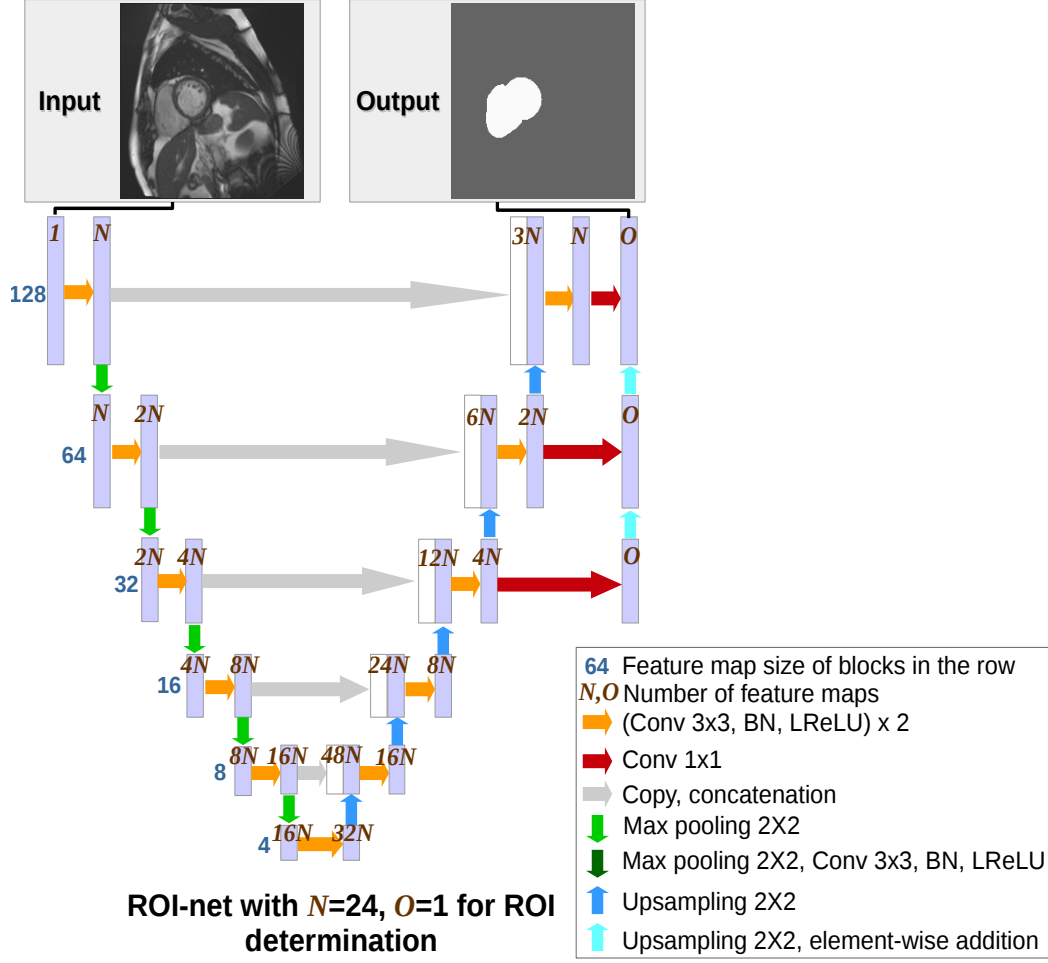 Input
Output
1 N 3N N O
128
N 2N 6N 2N O
64
2N 4N 12N 4N O
32
4N 8N 24N 8N
16
8N 16N 48N 16N
8
16N 32N
4
64 Feature map size of blocks in the row
N,O Number of feature maps
(Conv 3x3, BN, LReLU) x 2
Conv 1x1
Copy, concatenation
Max pooling 2X2
Max pooling 2X2, Conv 3x3, BN, LReLU
Upsampling 2X2
Upsampling 2X2, element-wise addition
ROI-net with N=24, O=1 for ROI
determination